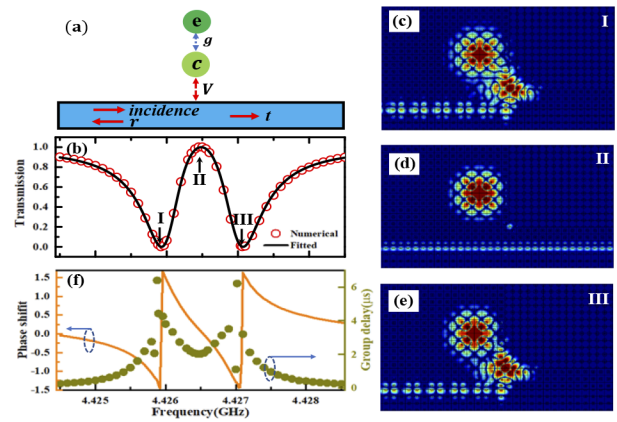 (a)
e
g
c
V
incidence
r
t
(b)
Transmission
1.0
0.8
0.6
0.4
0.2
0.0
I
II
III
Numerical
Fitted
(f)
Phase shifit
1.5
1.0
0.5
0.0
-0.5
-1.0
-1.5
6
4
2
0
Group delay(μs)
4.425
4.426
4.427
4.428
Frequency(GHz)
(c)
I
(d)
II
(e)
III